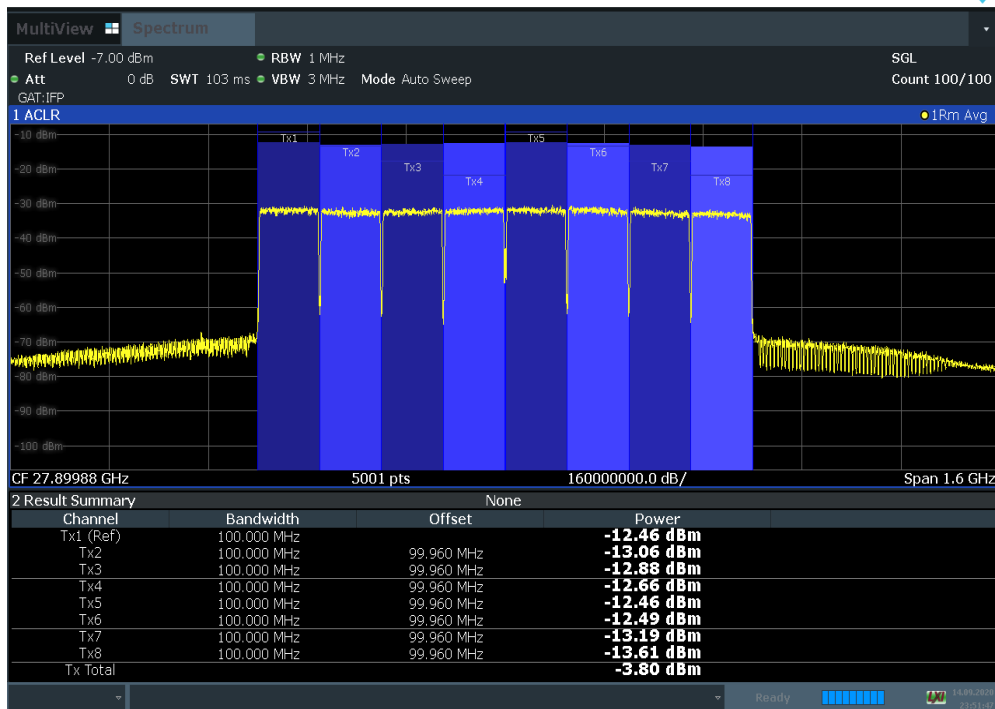 MultiView Spectrum
Ref Level -7.00 dBm RBW 1 MHz SGL
Att 0 dB SWT 103 ms VBW 3 MHz Mode Auto Sweep Count 100/100
GAT:IFP
1 ACLR 1Rm Avg
-10 dBm
Tx1 Tx5
Tx2 Tx6
-20 dBm Tx3 Tx7
Tx4 Tx8
-30 dBm
-40 dBm
-50 dBm
-60 dBm
-70 dBm
-80 dBm
-90 dBm
-100 dBm
CF 27.89988 GHz 5001 pts 160000000.0 dB/ Span 1.6 GHz
2 Result Summary None
Channel Bandwidth Offset Power
Tx1 (Ref) 100.000 MHz -12.46 dBm
Tx2 100.000 MHz 99.960 MHz -13.06 dBm
Tx3 100.000 MHz 99.960 MHz -12.88 dBm
Tx4 100.000 MHz 99.960 MHz -12.66 dBm
Tx5 100.000 MHz 99.960 MHz -12.46 dBm
Tx6 100.000 MHz 99.960 MHz -12.49 dBm
Tx7 100.000 MHz 99.960 MHz -13.19 dBm
Tx8 100.000 MHz 99.960 MHz -13.61 dBm
Tx Total -3.80 dBm
Ready LXI 14.09.2020
21:51:47